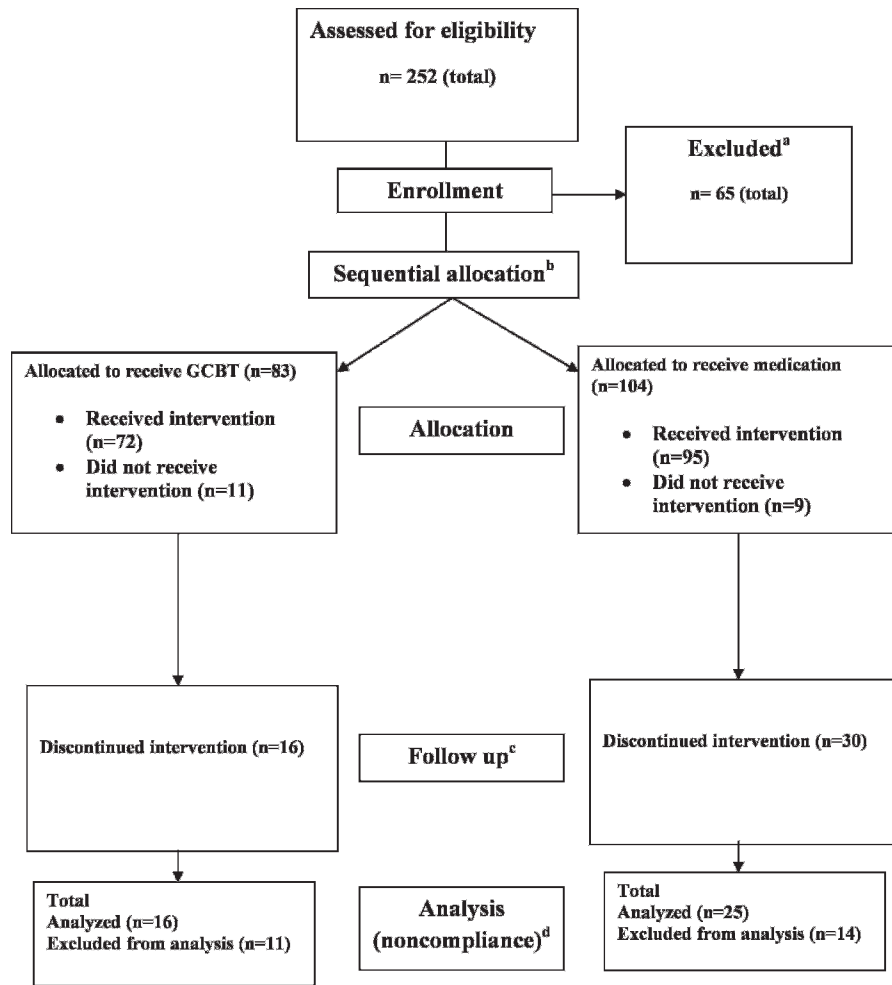 Assessed for eligibility
n= 252 (total)
Excludedᵃ
n= 65 (total)
Enrollment
Sequential allocationᵇ
Allocated to receive GCBT (n=83)
• Received intervention
(n=72)
• Did not receive
intervention (n=11)
Allocation
Allocated to receive medication
(n=104)
• Received intervention
(n=95)
• Did not receive
intervention (n=9)
Discontinued intervention (n=16)
Follow upᶜ
Discontinued intervention (n=30)
Total
Analyzed (n=16)
Excluded from analysis (n=11)
Analysis
(noncompliance)ᵈ
Total
Analyzed (n=25)
Excluded from analysis (n=14)